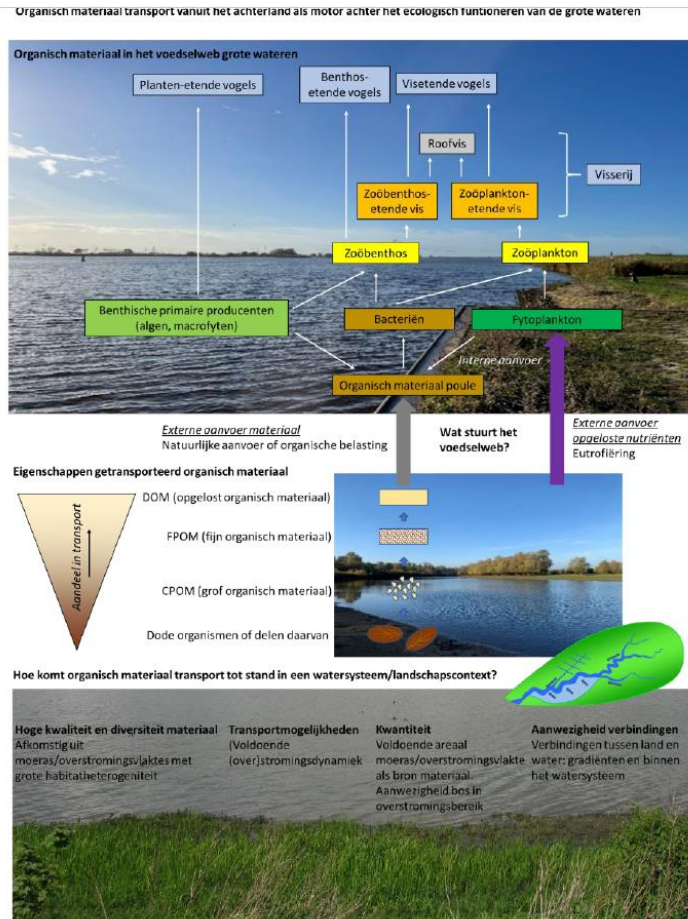 Organisch materiaal transport vanuit het achterland als motor achter het ecologisch funtioneren van de grote wateren
Organisch materiaal in het voedselweb grote wateren
Planten-etende vogels
Benthos-
etende vogels
Visetende vogels
Roofvis
Visserij
Zoöbenthos-
etende vis
Zoöplankton-
etende vis
Zoöbenthos
Zoöplankton
Benthische primaire producenten
(algen, macrofyten)
Bacteriën
Fytoplankton
Interne aanvoer
Organisch materiaal poule
Externe aanvoer materiaal
Natuurlijke aanvoer of organische belasting
Wat stuurt het
voedselweb?
Externe aanvoer
opgeloste nutriënten
Eutrofiëring
Eigenschappen getransporteerd organisch materiaal
Aandeel in transport
DOM (opgelost organisch materiaal)
FPOM (fijn organisch materiaal)
CPOM (grof organisch materiaal)
Dode organismen of delen daarvan
Hoe komt organisch materiaal transport tot stand in een watersysteem/landschapscontext?
Hoge kwaliteit en diversiteit materiaal
Afkomstig uit
moeras/overstromingsvlaktes met
grote habitatheterogeniteit
Transportmogelijkheden
(Voldoende
(over)stromingsdynamiek
Kwantiteit
Voldoende areaal
moeras/overstromingsvlakte
als bron materiaal.
Aanwezigheid bos in
overstromingsbereik
Aanwezigheid verbindingen
Verbindingen tussen land en
water: gradiënten en binnen
het watersysteem